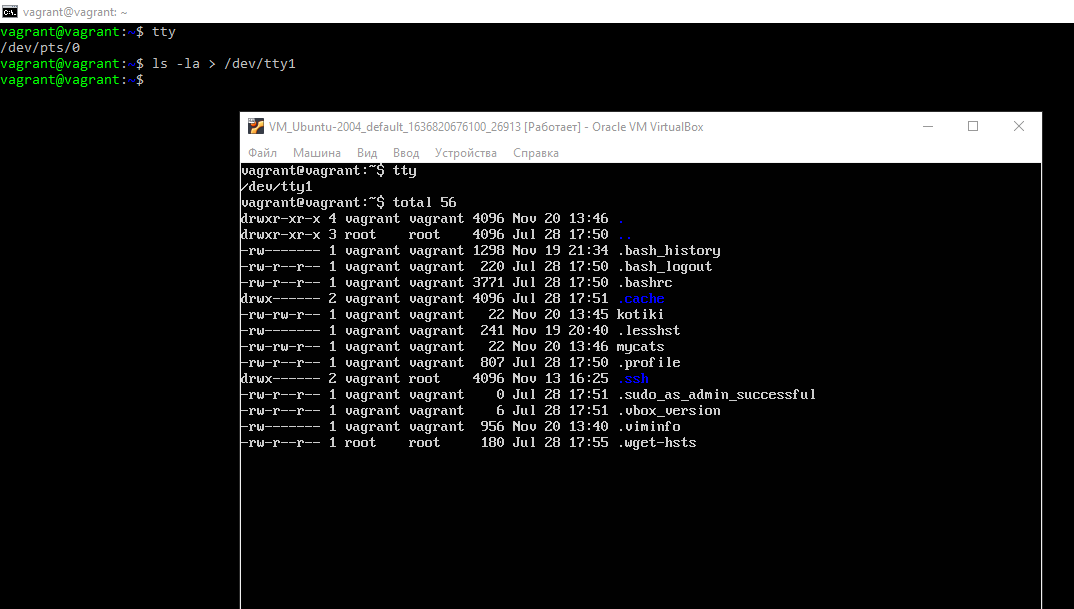 vagrant@vagrant: ~
vagrant@vagrant:~$ tty
/dev/pts/0
vagrant@vagrant:~$ ls -la > /dev/tty1
vagrant@vagrant:~$
VM_Ubuntu-2004_default_1636820676100_26913 [Работает] - Oracle VM VirtualBox
Файл Машина Вид Ввод Устройства Справка
vagrant@vagrant:~$ tty
/dev/tty1
vagrant@vagrant:~$ total 56
drwxr-xr-x 4 vagrant vagrant 4096 Nov 20 13:46 .
drwxr-xr-x 3 root    root    4096 Jul 28 17:50 ..
-rw------- 1 vagrant vagrant 1298 Nov 19 21:34 .bash_history
-rw-r--r-- 1 vagrant vagrant  220 Jul 28 17:50 .bash_logout
-rw-r--r-- 1 vagrant vagrant 3771 Jul 28 17:50 .bashrc
drwx------ 2 vagrant vagrant 4096 Jul 28 17:51 .cache
-rw-rw-r-- 1 vagrant vagrant   22 Nov 20 13:45 kotiki
-rw------- 1 vagrant vagrant  241 Nov 19 20:40 .lesshst
-rw-rw-r-- 1 vagrant vagrant   22 Nov 20 13:46 mycats
-rw-r--r-- 1 vagrant vagrant  807 Jul 28 17:50 .profile
drwx------ 2 vagrant root    4096 Nov 13 16:25 .ssh
-rw-r--r-- 1 vagrant vagrant    0 Jul 28 17:51 .sudo_as_admin_successful
-rw-r--r-- 1 vagrant vagrant    6 Jul 28 17:51 .vbox_version
-rw------- 1 vagrant vagrant  956 Nov 20 13:40 .viminfo
-rw-r--r-- 1 root    root     180 Jul 28 17:55 .wget-hsts